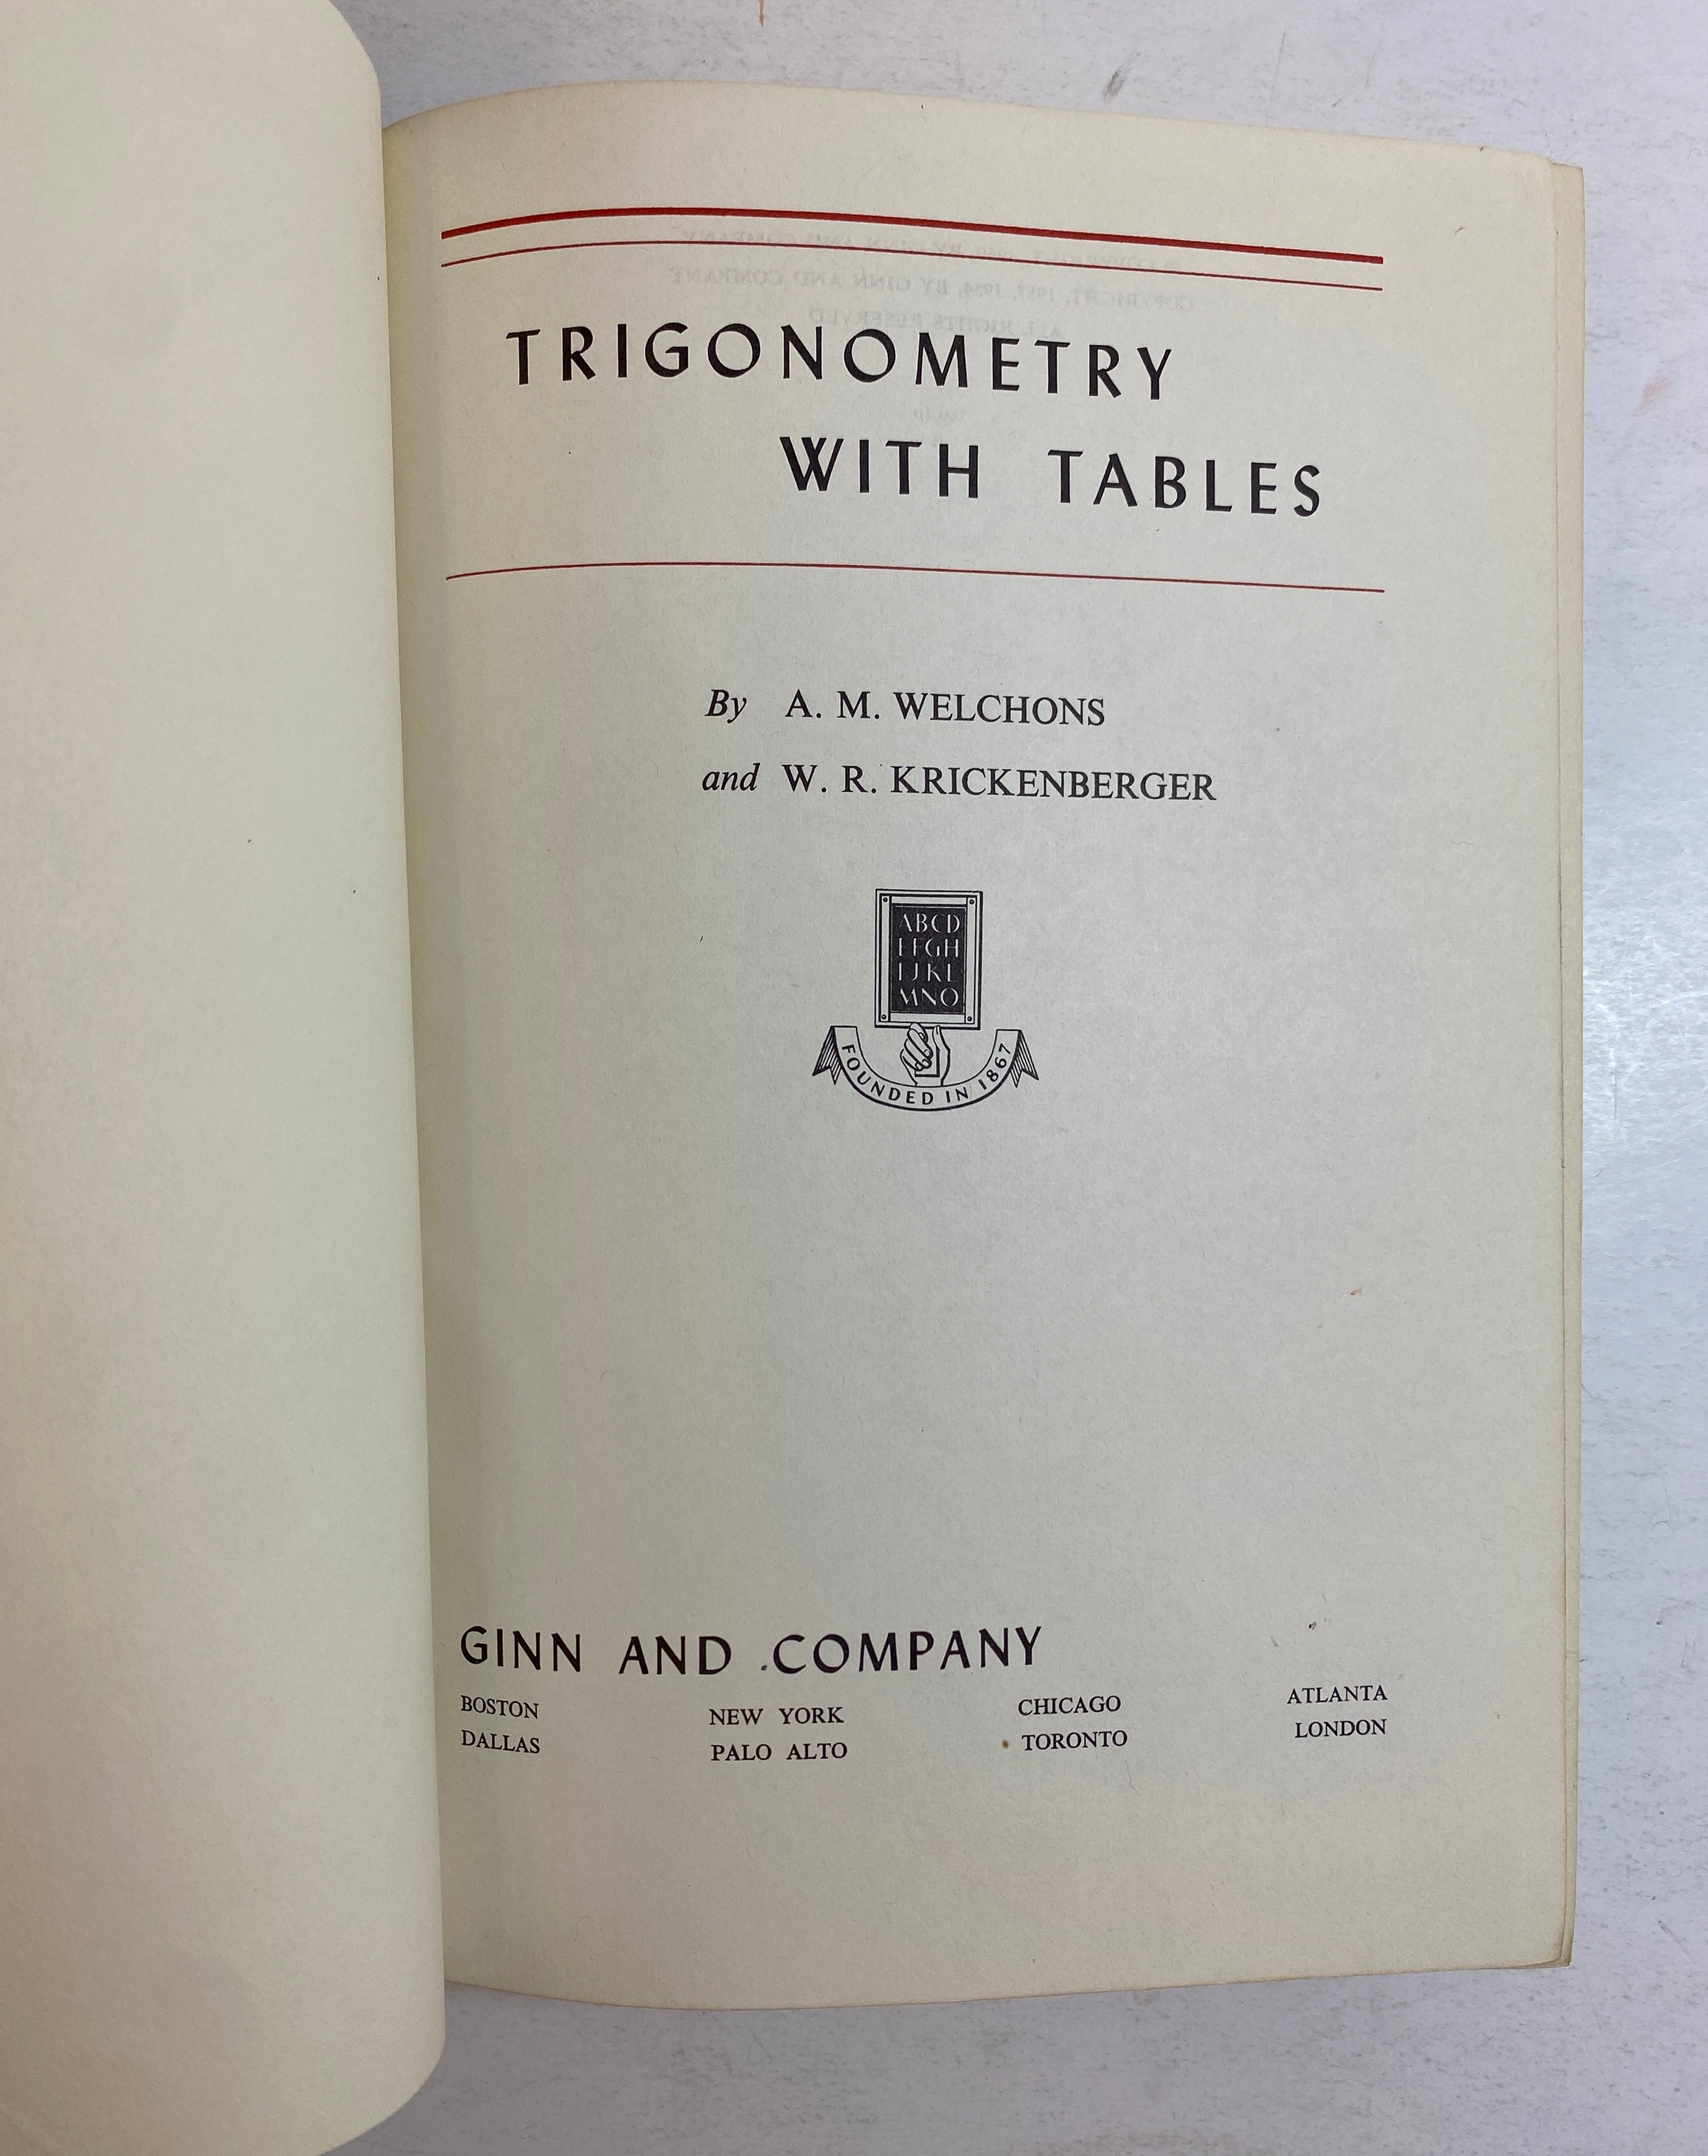 TRIGONOMETRY
WITH TABLES
By A. M. WELCHONS
and W. R. KRICKENBERGER
ABCD
EFGH
IJKL
MNO
FOUNDED IN 1867
GINN AND COMPANY
BOSTON NEW YORK CHICAGO ATLANTA
DALLAS PALO ALTO TORONTO LONDON